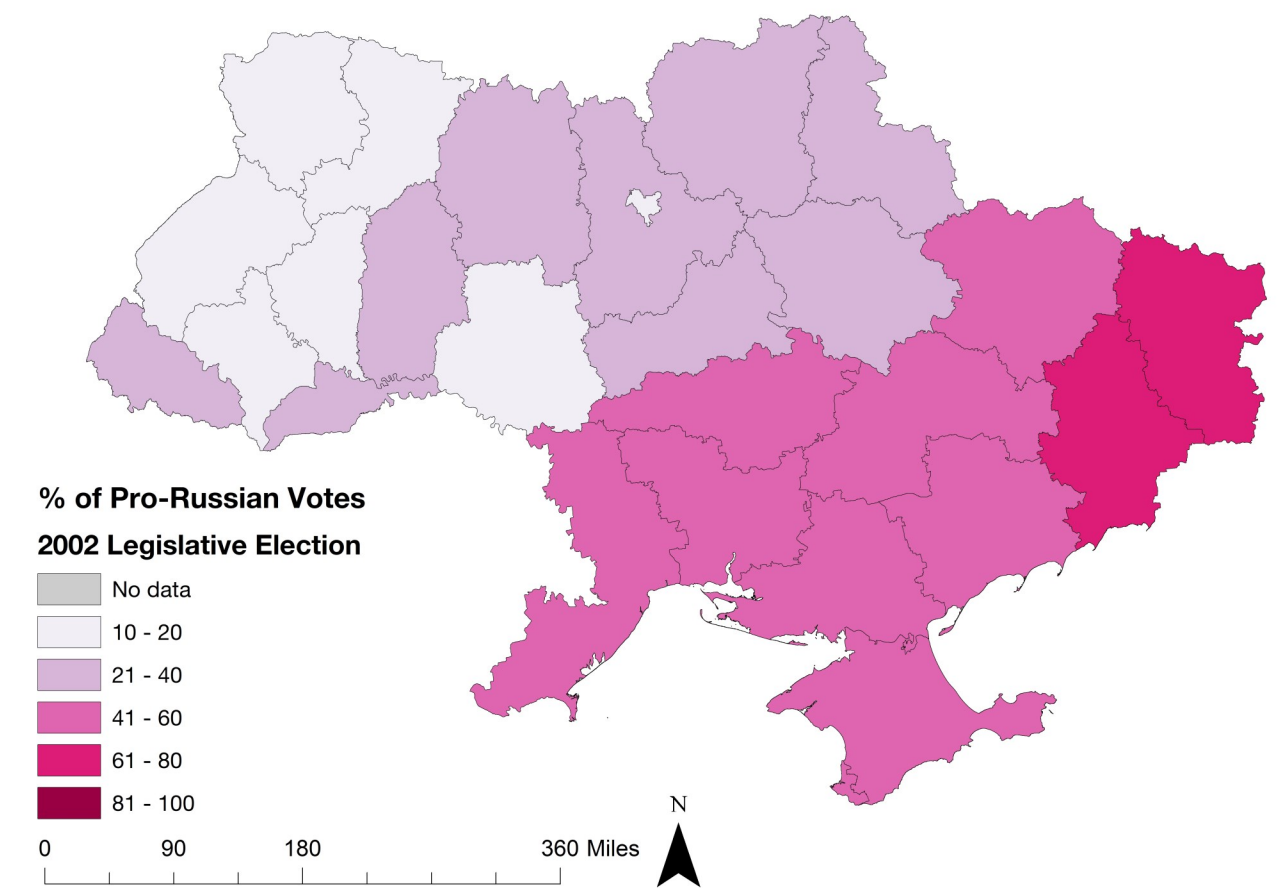 % of Pro-Russian Votes
2002 Legislative Election
No data
10 - 20
21 - 40
41 - 60
61 - 80
81 - 100
0 90 180 360 Miles
N